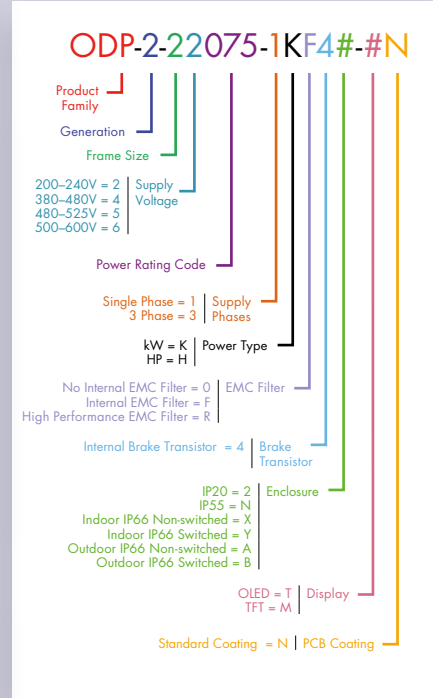 ODP-2-22075-1KF4#-#N
Product
Family
Generation
Frame Size
200–240V = 2 Supply
380–480V = 4 Voltage
480–525V = 5
500–600V = 6
Power Rating Code
Single Phase = 1 Supply
3 Phase = 3 Phases
kW = K Power Type
HP = H
No Internal EMC Filter = 0 EMC Filter
Internal EMC Filter = F
High Performance EMC Filter = R
Internal Brake Transistor = 4 Brake
Transistor
IP20 = 2 Enclosure
IP55 = N
Indoor IP66 Non-switched = X
Indoor IP66 Switched = Y
Outdoor IP66 Non-switched = A
Outdoor IP66 Switched = B
OLED = T Display
TFT = M
Standard Coating = N PCB Coating